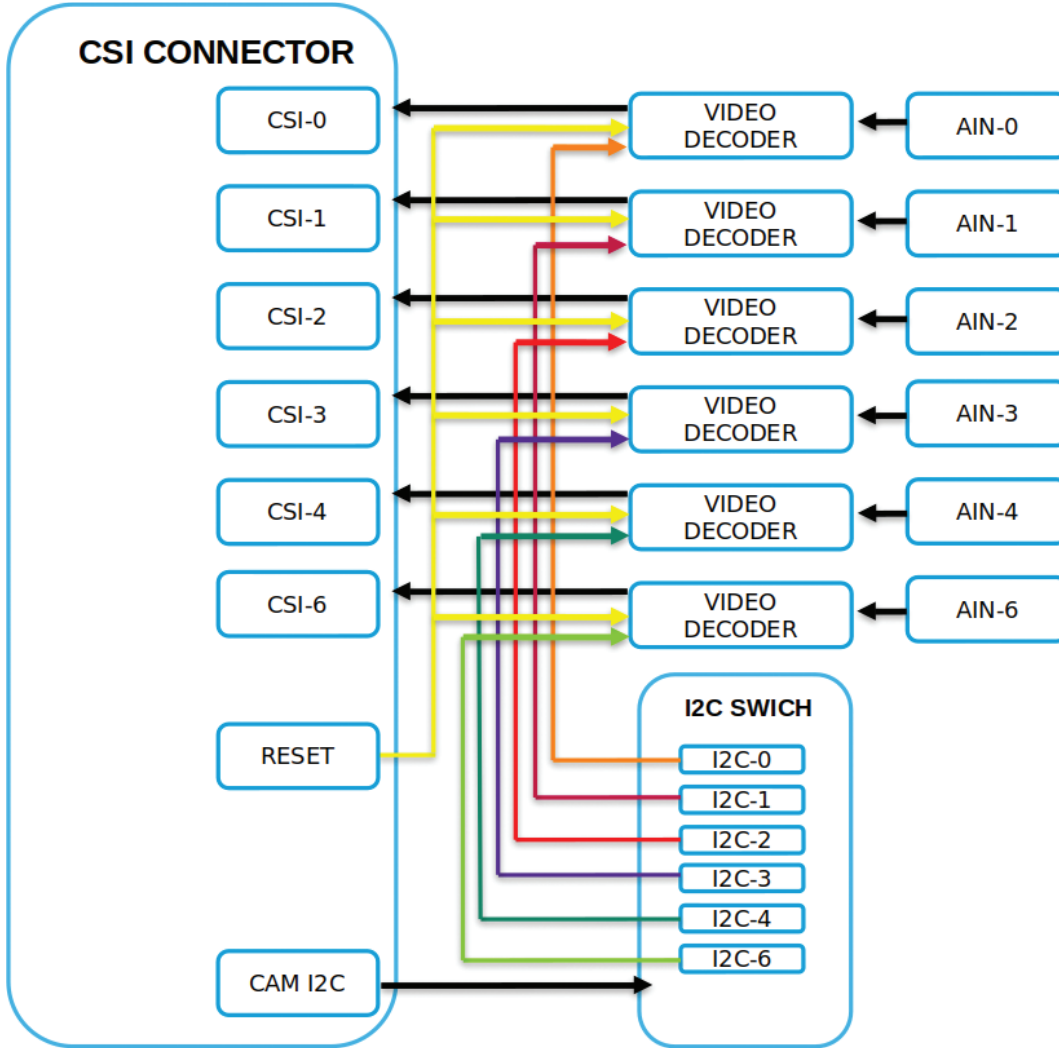 CSI CONNECTOR
CSI-0
VIDEO
DECODER
AIN-0
CSI-1
VIDEO
DECODER
AIN-1
CSI-2
VIDEO
DECODER
AIN-2
CSI-3
VIDEO
DECODER
AIN-3
CSI-4
VIDEO
DECODER
AIN-4
CSI-6
VIDEO
DECODER
AIN-6
RESET
I2C SWICH
I2C-0
I2C-1
I2C-2
I2C-3
I2C-4
I2C-6
CAM I2C